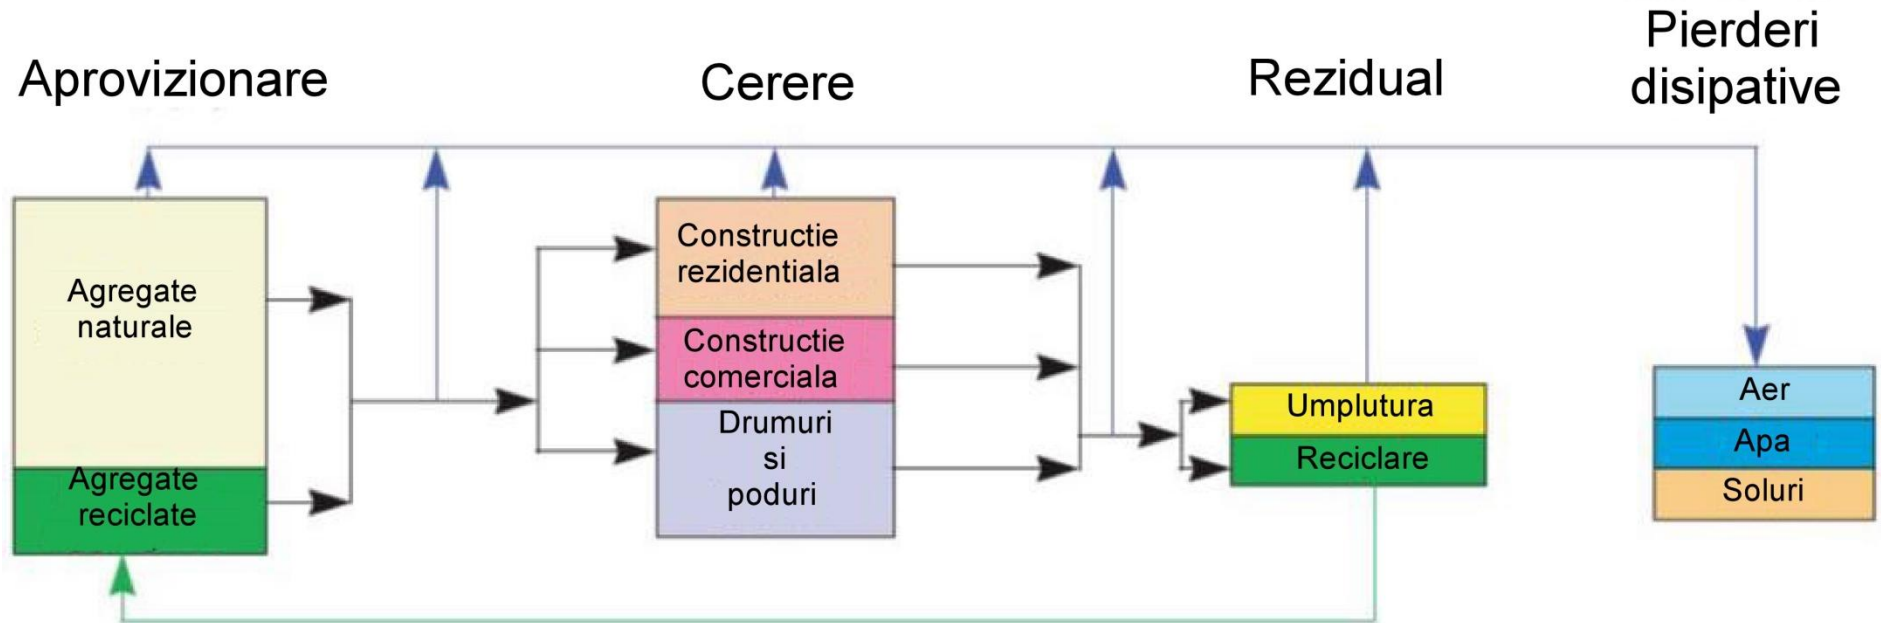 Aprovizionare
Cerere
Rezidual
Pierderi
disipative
Agregate
naturale
Agregate
reciclate
Constructie
rezidentiala
Constructie
comerciala
Drumuri
si
poduri
Umplutura
Reciclare
Aer
Apa
Soluri